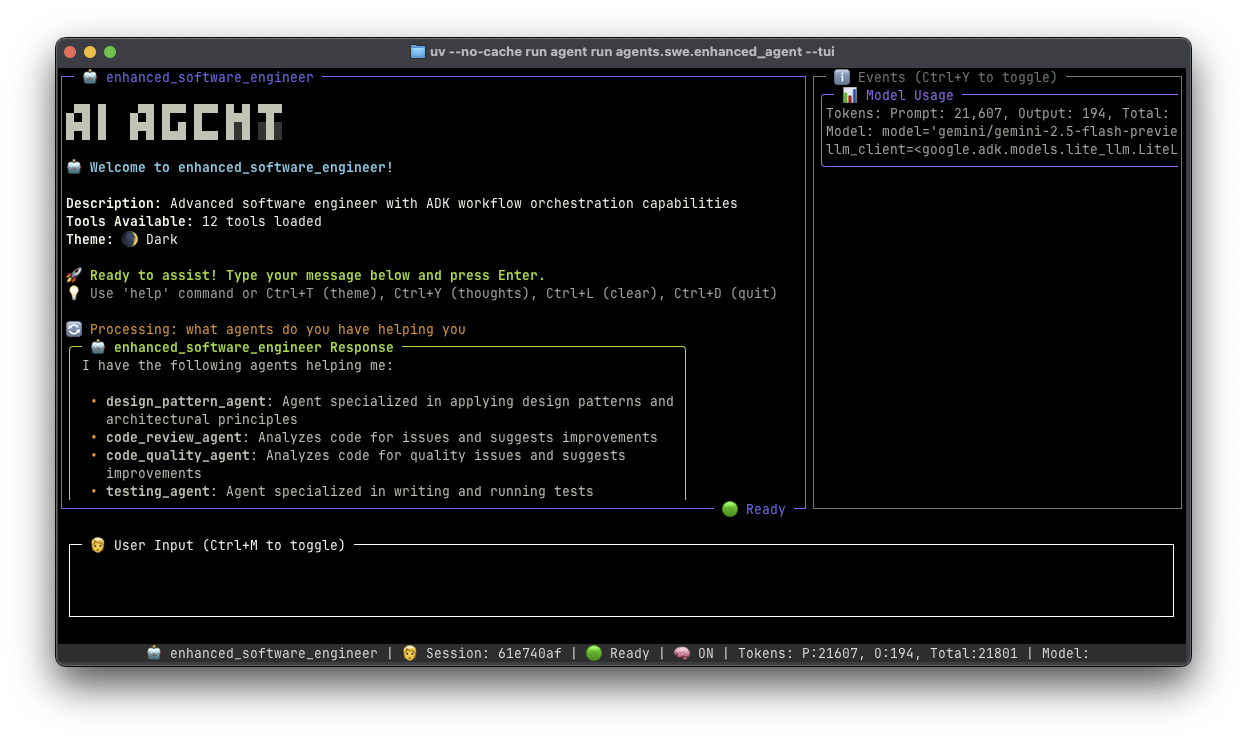 uv --no-cache run agent run agents.swe.enhanced_agent --tui
enhanced_software_engineer
AI AGENT
Welcome to enhanced_software_engineer!
Description: Advanced software engineer with ADK workflow orchestration capabilities
Tools Available: 12 tools loaded
Theme: Dark
Ready to assist! Type your message below and press Enter.
Use 'help' command or Ctrl+T (theme), Ctrl+Y (thoughts), Ctrl+L (clear), Ctrl+D (quit)
Processing: what agents do you have helping you
enhanced_software_engineer Response
I have the following agents helping me:
• design_pattern_agent: Agent specialized in applying design patterns and
architectural principles
• code_review_agent: Analyzes code for issues and suggests improvements
• code_quality_agent: Analyzes code for quality issues and suggests
improvements
• testing_agent: Agent specialized in writing and running tests
Ready
Events (Ctrl+Y to toggle)
Model Usage
Tokens: Prompt: 21,607, Output: 194, Total:
Model: model='gemini/gemini-2.5-flash-previe
llm_client=<google.adk.models.lite_llm.LiteL
User Input (Ctrl+M to toggle)
enhanced_software_engineer | Session: 61e740af | Ready | ON | Tokens: P:21607, O:194, Total:21801 | Model: